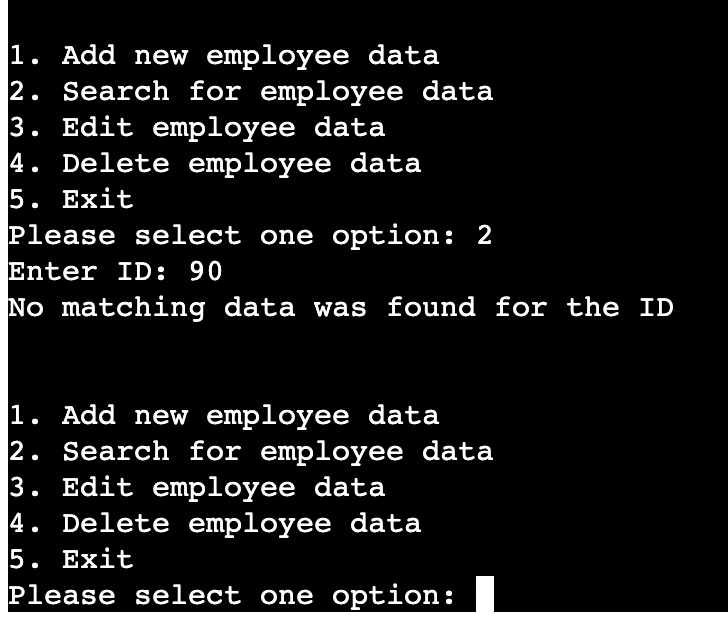 1. Add new employee data
2. Search for employee data
3. Edit employee data
4. Delete employee data
5. Exit
Please select one option: 2
Enter ID: 90
No matching data was found for the ID
1. Add new employee data
2. Search for employee data
3. Edit employee data
4. Delete employee data
5. Exit
Please select one option: